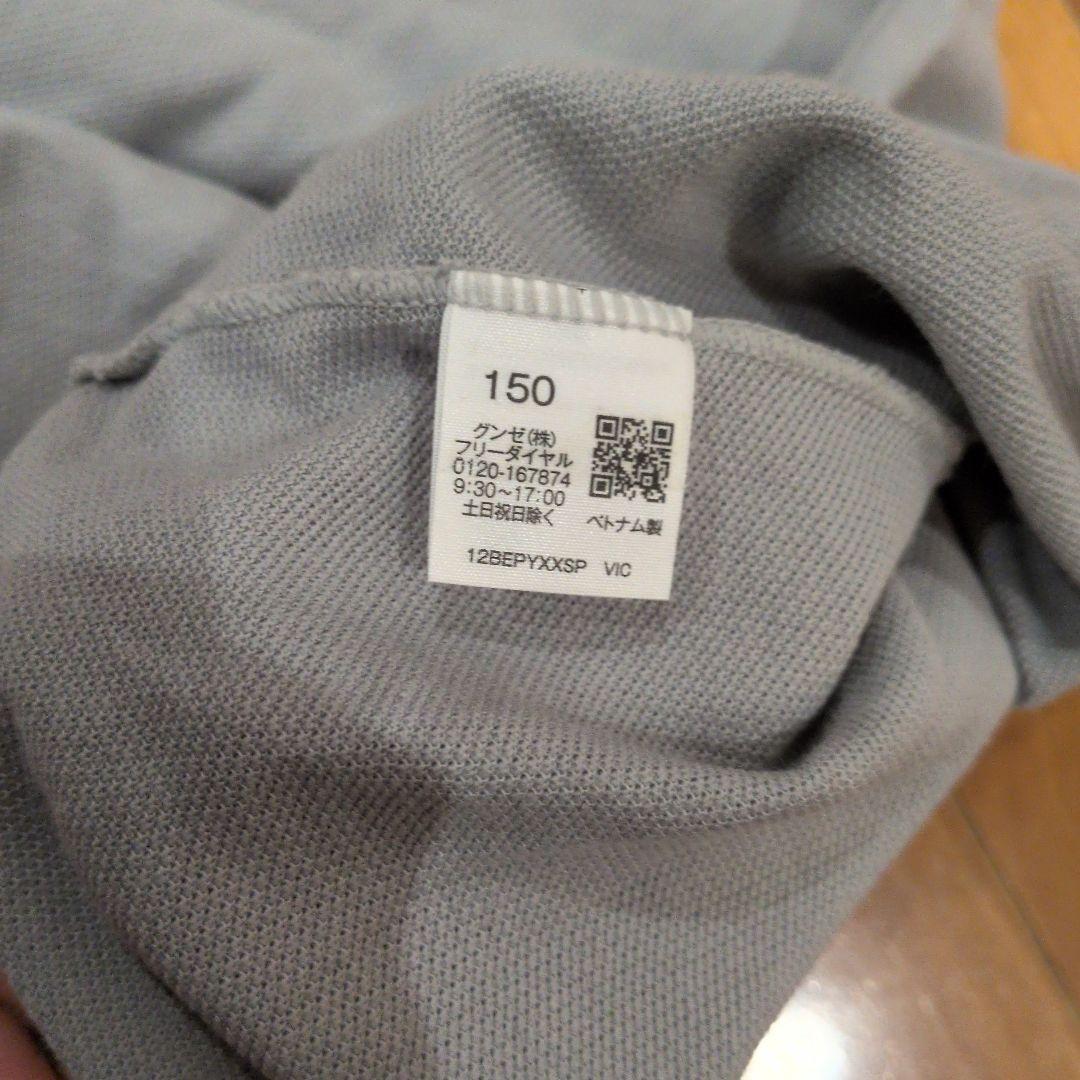 150
グンゼ(株)
フリーダイヤル
0120-167874
9:30~17:00
土日祝日除く
ベトナム製
12BEPYXXSP VIC